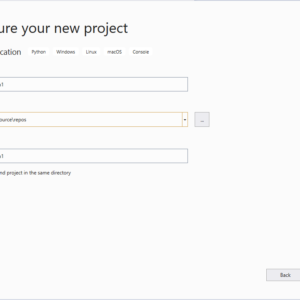 ure your new project
cation Python Windows Linux macOS Console
1
ource\repos
...
1
nd project in the same directory
Back